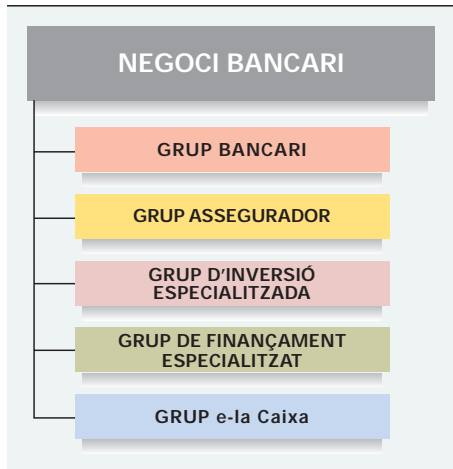 NEGOCI BANCARI
GRUP BANCARI
GRUP ASSEGURADOR
GRUP D'INVERSIÓ
ESPECIALITZADA
GRUP DE FINANÇAMENT
ESPECIALITZAT
GRUP e-la Caixa